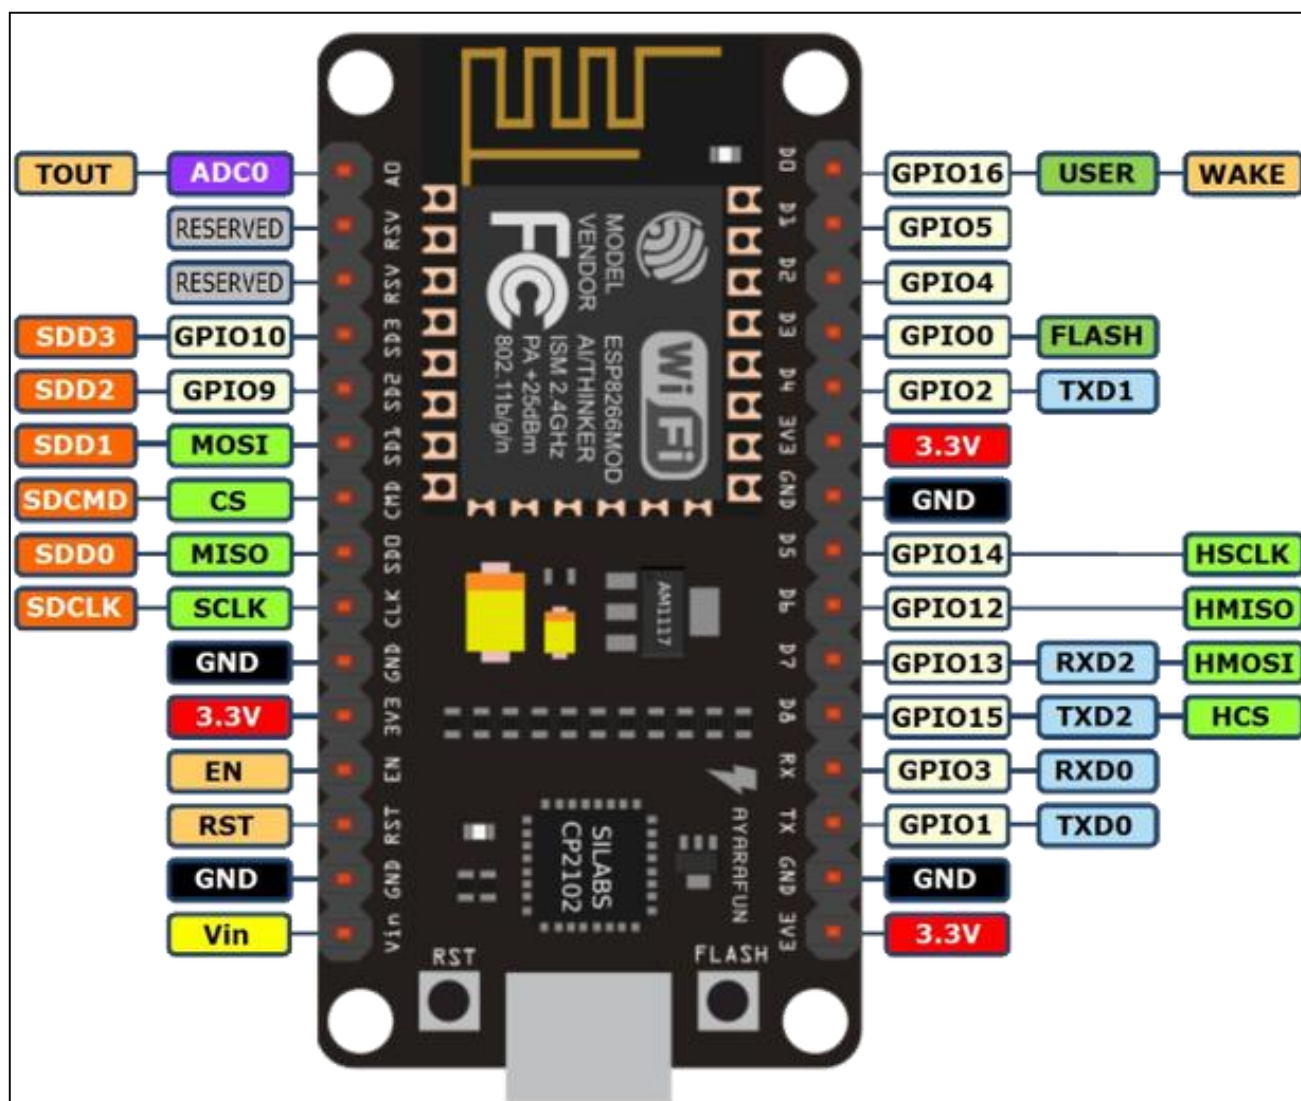 TOUT ADC0 A0
RESERVED RSV
RESERVED RSV
SDD3 GPIO10 SD3
SDD2 GPIO9 SD2
SDD1 MOSI SD1
SDCMD CS CMD
SDD0 MISO SD0
SDCLK SCLK CLK
GND GND
3.3V 3V3
EN EN
RST RST
GND GND
Vin Vin
MODEL ESP8266MOD
VENDOR AI/THINKER
ISM 2.4GHz
PA +25dBm
802.11b/g/n
FC
Wi Fi
AM1117
SILABS
CP2102
AYARAFUN
RST
FLASH
D0 GPIO16 USER WAKE
D1 GPIO5
D2 GPIO4
D3 GPIO0 FLASH
D4 GPIO2 TXD1
3V3 3.3V
GND GND
D5 GPIO14 HSCLK
D6 GPIO12 HMISO
D7 GPIO13 RXD2 HMOSI
D8 GPIO15 TXD2 HCS
RX GPIO3 RXD0
TX GPIO1 TXD0
GND GND
3V3 3.3V